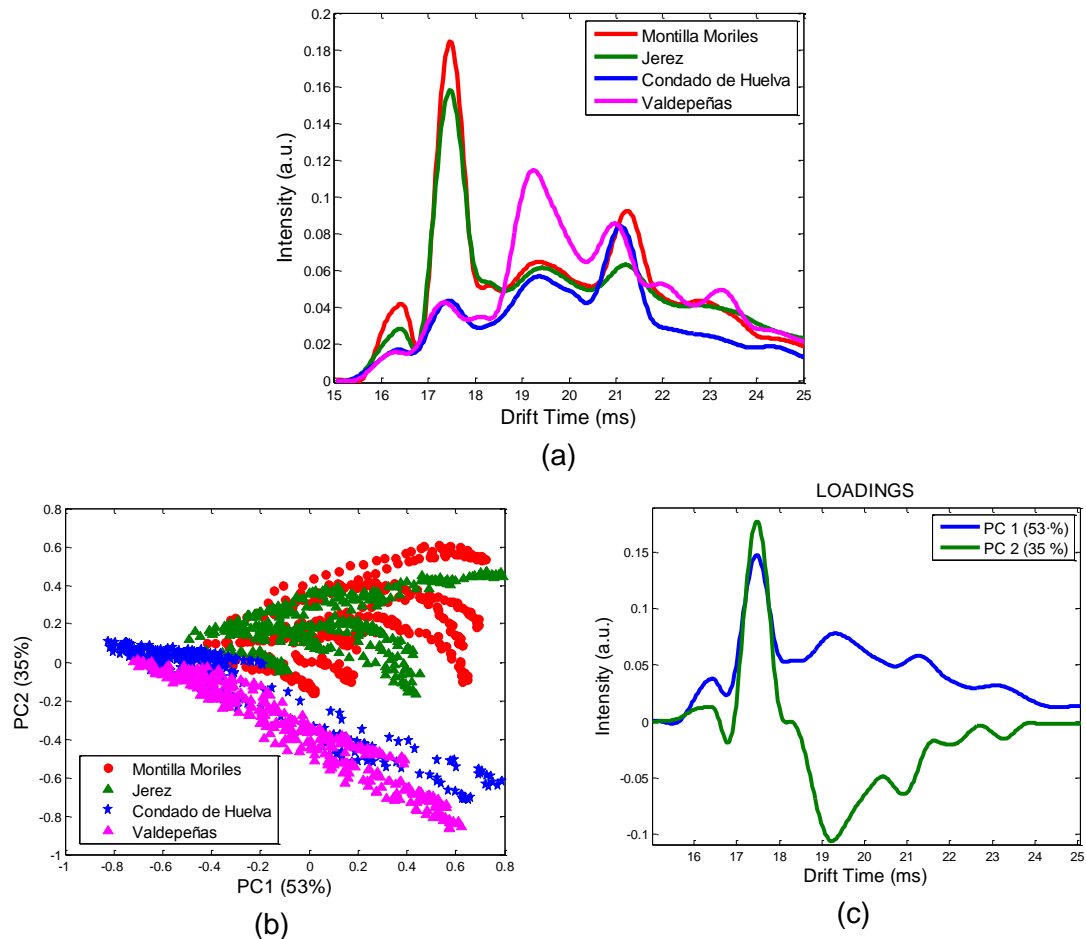 0.2
0.18
0.16
0.14
0.12
0.1
0.08
0.06
0.04
0.02
0
Intensity (a.u.)
Montilla Moriles
Jerez
Condado de Huelva
Valdepeñas
15 16 17 18 19 20 21 22 23 24 25
Drift Time (ms)
(a)
0.8
0.6
0.4
0.2
0
-0.2
-0.4
-0.6
-0.8
-1
PC2 (35%)
Montilla Moriles
Jerez
Condado de Huelva
Valdepeñas
-1 -0.8 -0.6 -0.4 -0.2 0 0.2 0.4 0.6 0.8
PC1 (53%)
(b)
LOADINGS
PC 1 (53·%)
PC 2 (35 %)
0.15
0.1
0.05
0
-0.05
-0.1
Intensity (a.u.)
16 17 18 19 20 21 22 23 24 25
Drift Time (ms)
(c)